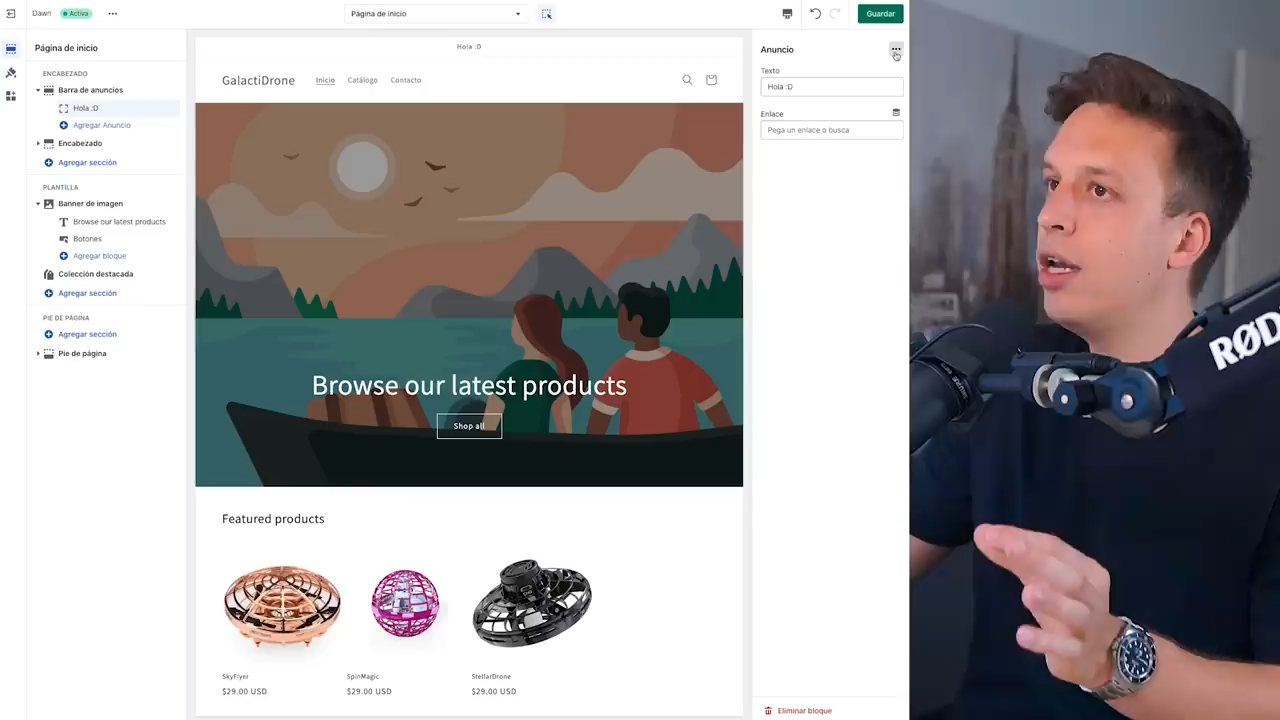 Dawn
Activa
Página de inicio
Guardar
Página de inicio
ENCABEZADO
Barra de anuncios
Hola :D
Agregar Anuncio
Encabezado
Agregar sección
PLANTILLA
Banner de imagen
Browse our latest products
Botones
Agregar bloque
Colección destacada
Agregar sección
PIE DE PÁGINA
Agregar sección
Pie de página
Hola :D
GalactiDrone
Inicio
Catálogo
Contacto
Browse our latest products
Shop all
Featured products
SkyFlyer
$29.00 USD
SpinMagic
$29.00 USD
StellarDrone
$29.00 USD
Anuncio
Texto
Hola :D
Enlace
Pega un enlace o busca
Eliminar bloque
RØD